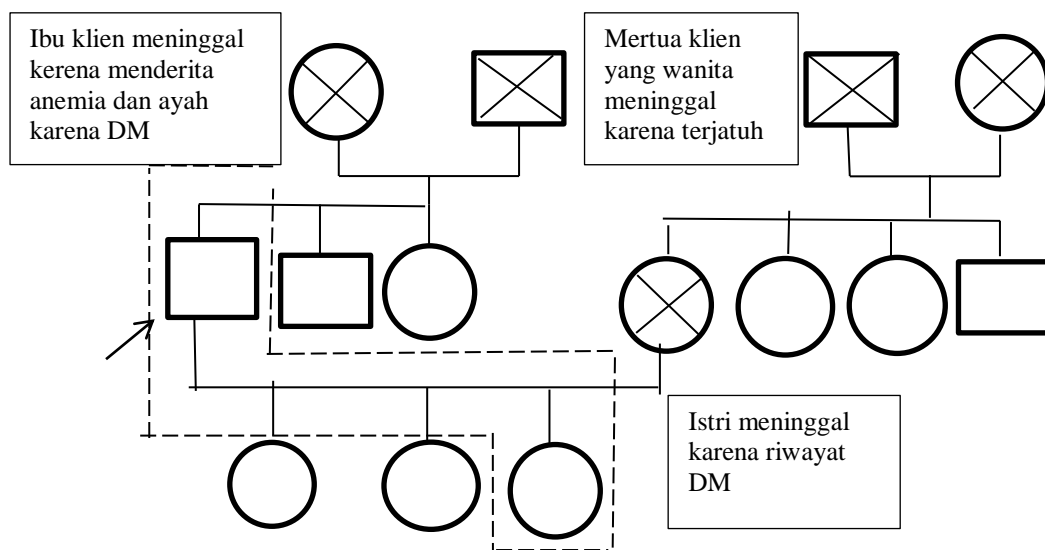 Ibu klien meninggal
kerena menderita
anemia dan ayah
karena DM
Mertua klien
yang wanita
meninggal
karena terjatuh
Istri meninggal
karena riwayat
DM